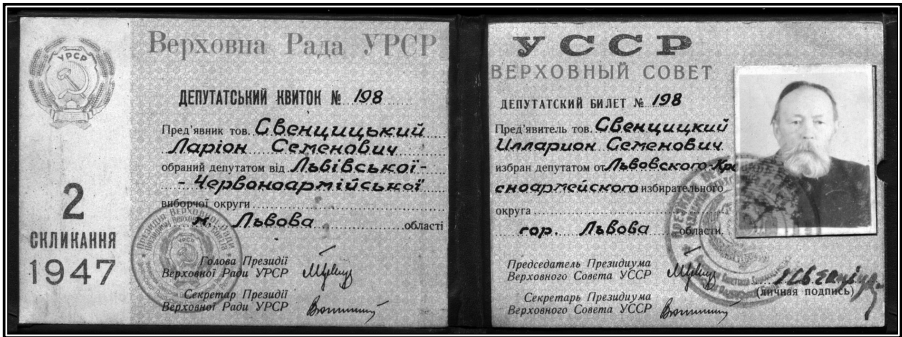 УРСР
2
СКЛИКАННЯ
1947
Верховна Рада УРСР
ДЕПУТАТСЬКИЙ КВИТОК № 198
Пред'явник тов. Свенціцький
Ларіон Семенович
обраний депутатом від Львівської-
-Червоноармійської
виборчої округи
м. Львова області
Голова Президії
Верховної Ради УРСР
Секретар Президії
Верховної Ради УРСР
УССР
ВЕРХОВНЫЙ СОВЕТ
ДЕПУТАТСКИЙ БИЛЕТ № 198
Пред'явитель тов. Свенцицкий
Илларион Семенович
избран депутатом от Львовского-Кра
сноармейского избирательного
округа
гор. Львова области.
Председатель Президиума
Верховного Совета УССР
Секретарь Президиума
Верховного Совета УССР
(личная подпись)